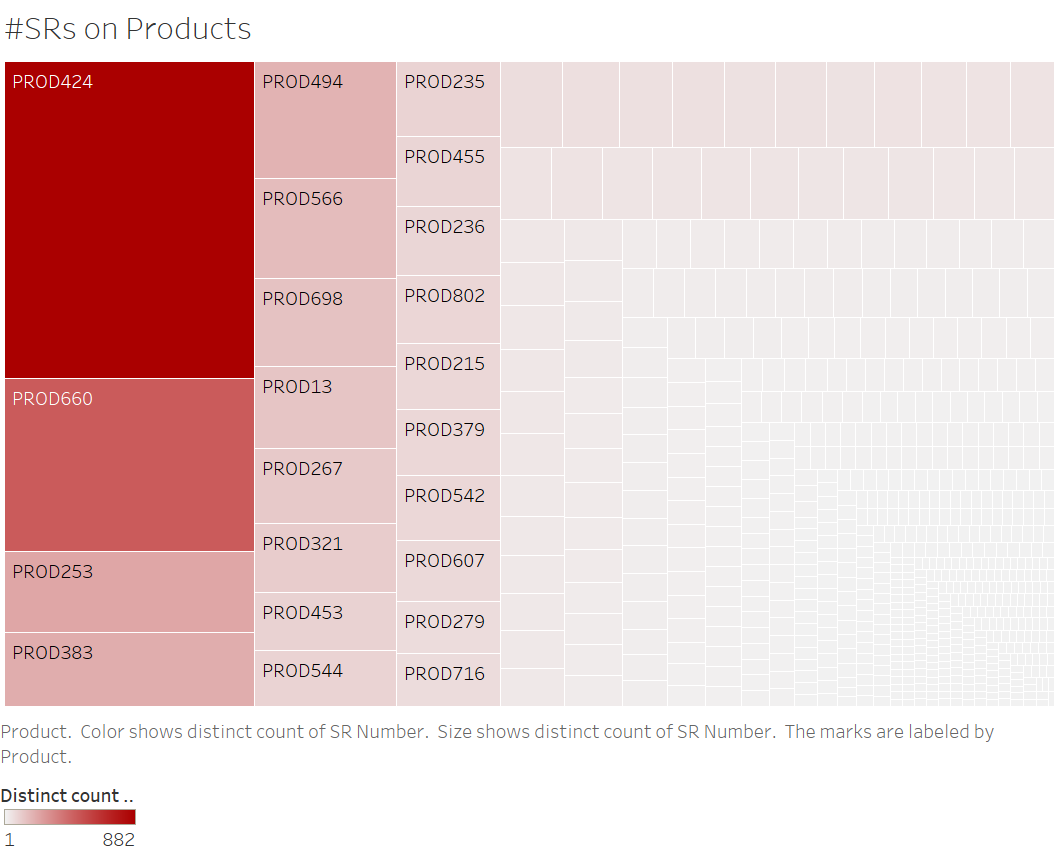 #SRs on Products
PROD424
PROD660
PROD253
PROD383
PROD494
PROD566
PROD698
PROD13
PROD267
PROD321
PROD453
PROD544
PROD235
PROD455
PROD236
PROD802
PROD215
PROD379
PROD542
PROD607
PROD279
PROD716
Product.  Color shows distinct count of SR Number.  Size shows distinct count of SR Number.  The marks are labeled by
Product.
Distinct count ..
1 882